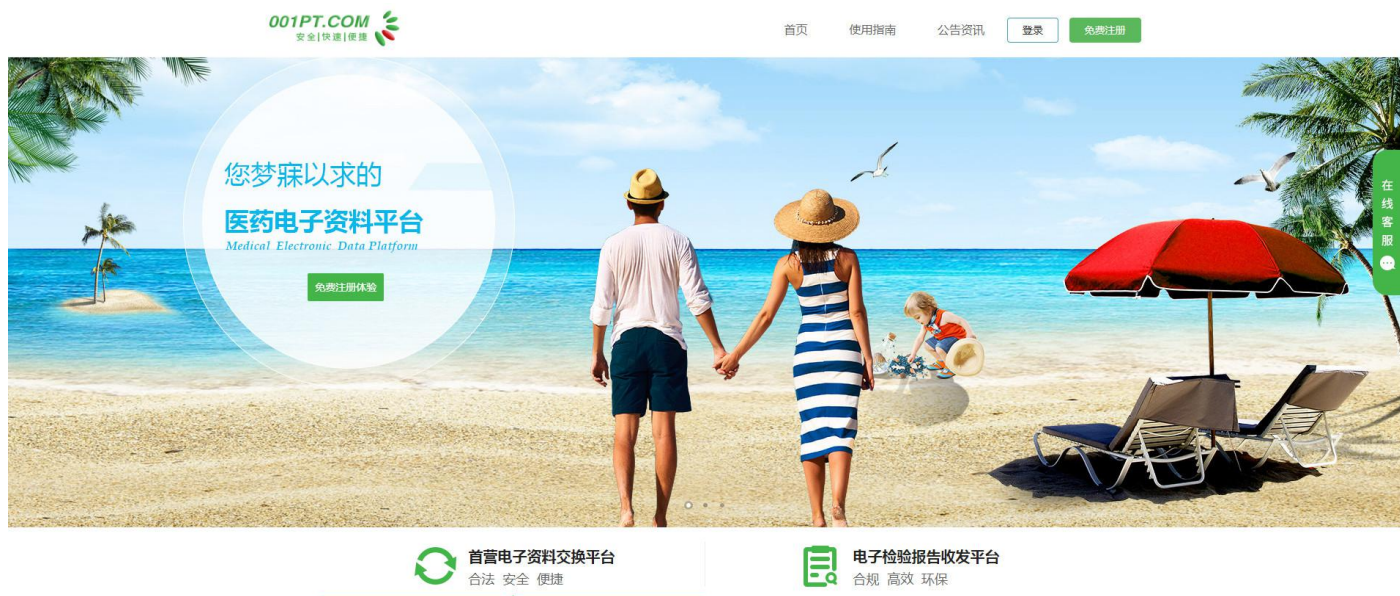 001PT.COM
安全|快速|便捷
首页
使用指南
公告资讯
登录
免费注册
您梦寐以求的
医药电子资料平台
Medical Electronic Data Platform
免费注册体验
在线客服
首营电子资料交换平台
合法 安全 便捷
电子检验报告收发平台
合规 高效 环保